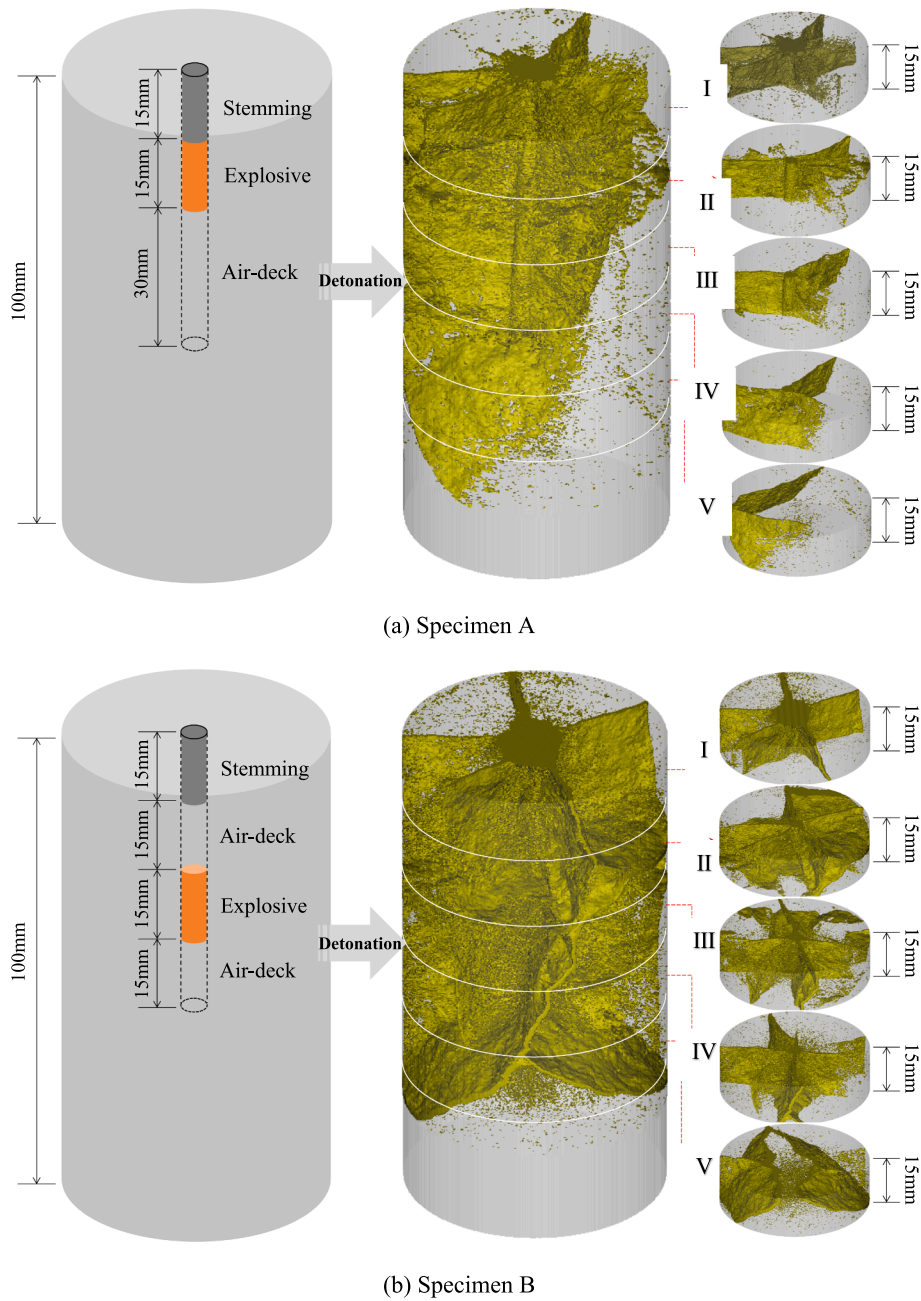 100mm
15mm
Stemming
15mm
Explosive
30mm
Air-deck
Detonation
I
15mm
II
15mm
III
15mm
IV
15mm
V
15mm
(a) Specimen A
100mm
15mm
Stemming
15mm
Air-deck
15mm
Explosive
15mm
Air-deck
Detonation
I
15mm
II
15mm
III
15mm
IV
15mm
V
15mm
(b) Specimen B